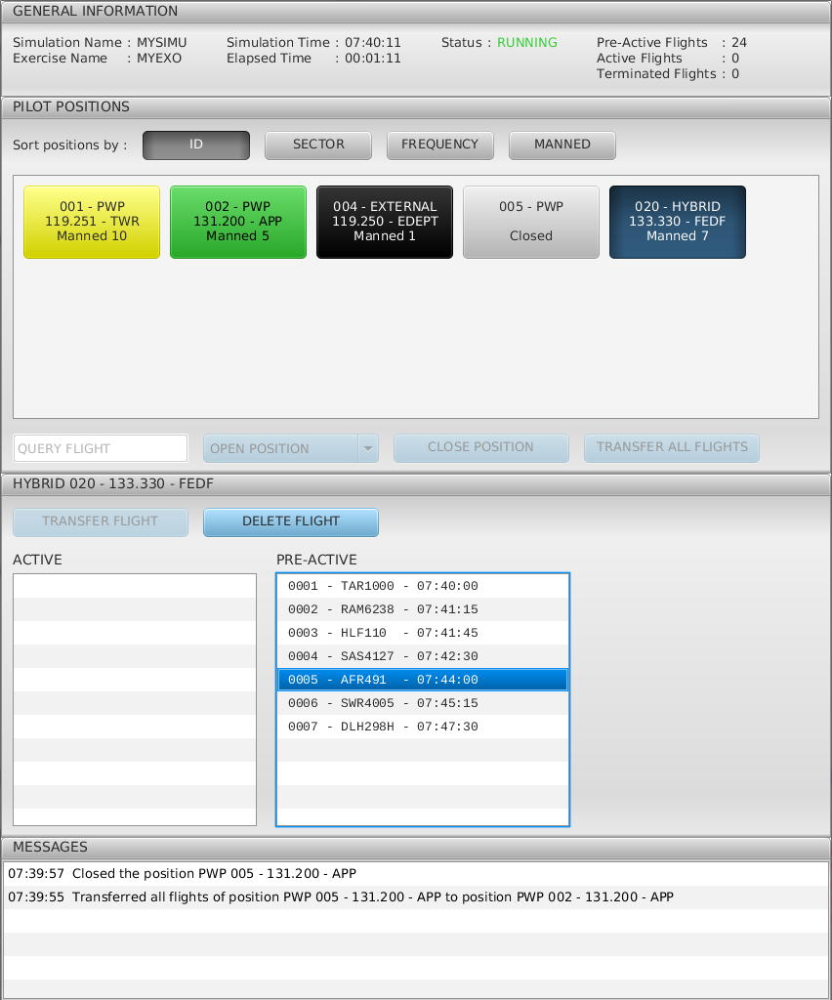 GENERAL INFORMATION
Simulation Name : MYSIMU
Simulation Time : 07:40:11
Status : RUNNING
Pre-Active Flights : 24
Exercise Name : MYEXO
Elapsed Time : 00:01:11
Active Flights : 0
Terminated Flights : 0
PILOT POSITIONS
Sort positions by :
ID
SECTOR
FREQUENCY
MANNED
001 - PWP
119.251 - TWR
Manned 10
002 - PWP
131.200 - APP
Manned 5
004 - EXTERNAL
119.250 - EDEPT
Manned 1
005 - PWP
Closed
020 - HYBRID
133.330 - FEDF
Manned 7
QUERY FLIGHT
OPEN POSITION
CLOSE POSITION
TRANSFER ALL FLIGHTS
HYBRID 020 - 133.330 - FEDF
TRANSFER FLIGHT
DELETE FLIGHT
ACTIVE
PRE-ACTIVE
0001 - TAR1000 - 07:40:00
0002 - RAM6238 - 07:41:15
0003 - HLF110 - 07:41:45
0004 - SAS4127 - 07:42:30
0005 - AFR491 - 07:44:00
0006 - SWR4005 - 07:45:15
0007 - DLH298H - 07:47:30
MESSAGES
07:39:57 Closed the position PWP 005 - 131.200 - APP
07:39:55 Transferred all flights of position PWP 005 - 131.200 - APP to position PWP 002 - 131.200 - APP